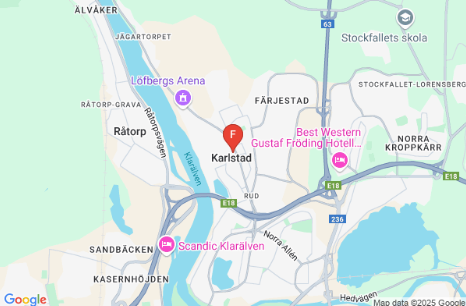 ÄLVÅKER
63
JÄGARTORPET
Stockfallets skola
Löfbergs Arena
STOCKFALLET-LORENSBERG
FÄRJESTAD
RÅTORP-GRAVA
Råtorpsvägen
Råtorp
F
Best Western
Gustaf Fröding Hotell...
NORRA
KROPPKÄRR
Karlstad
Klarälven
E18
E18
RUD
E18
236
Norra Allén
SANDBÄCKEN
Scandic Klarälven
KASERNHÖJDEN
Hedvägen
Google
Map data ©2025 Google